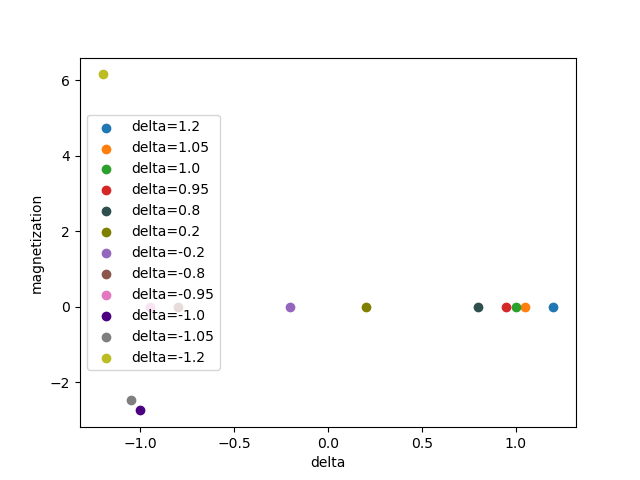 6
4
2
0
−2
magnetization
delta=1.2
delta=1.05
delta=1.0
delta=0.95
delta=0.8
delta=0.2
delta=-0.2
delta=-0.8
delta=-0.95
delta=-1.0
delta=-1.05
delta=-1.2
−1.0 −0.5 0.0 0.5 1.0
delta